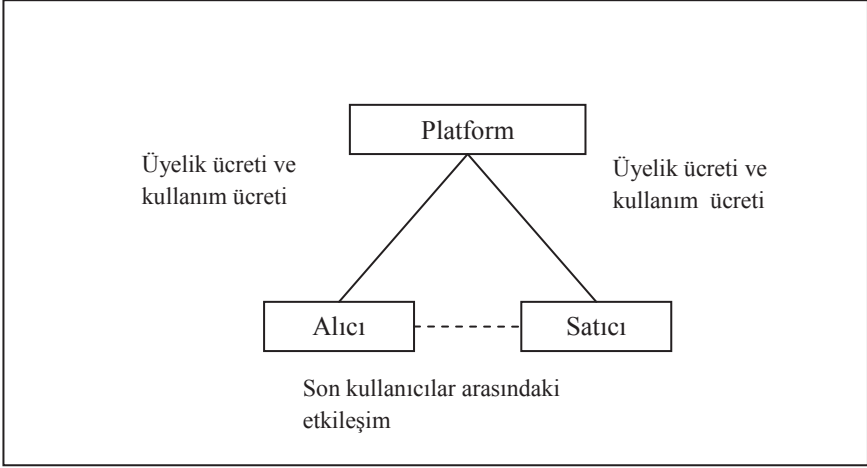 Platform
Üyelik ücreti ve
kullanım ücreti
Üyelik ücreti ve
kullanım ücreti
Alıcı
Satıcı
Son kullanıcılar arasındaki
etkileşim